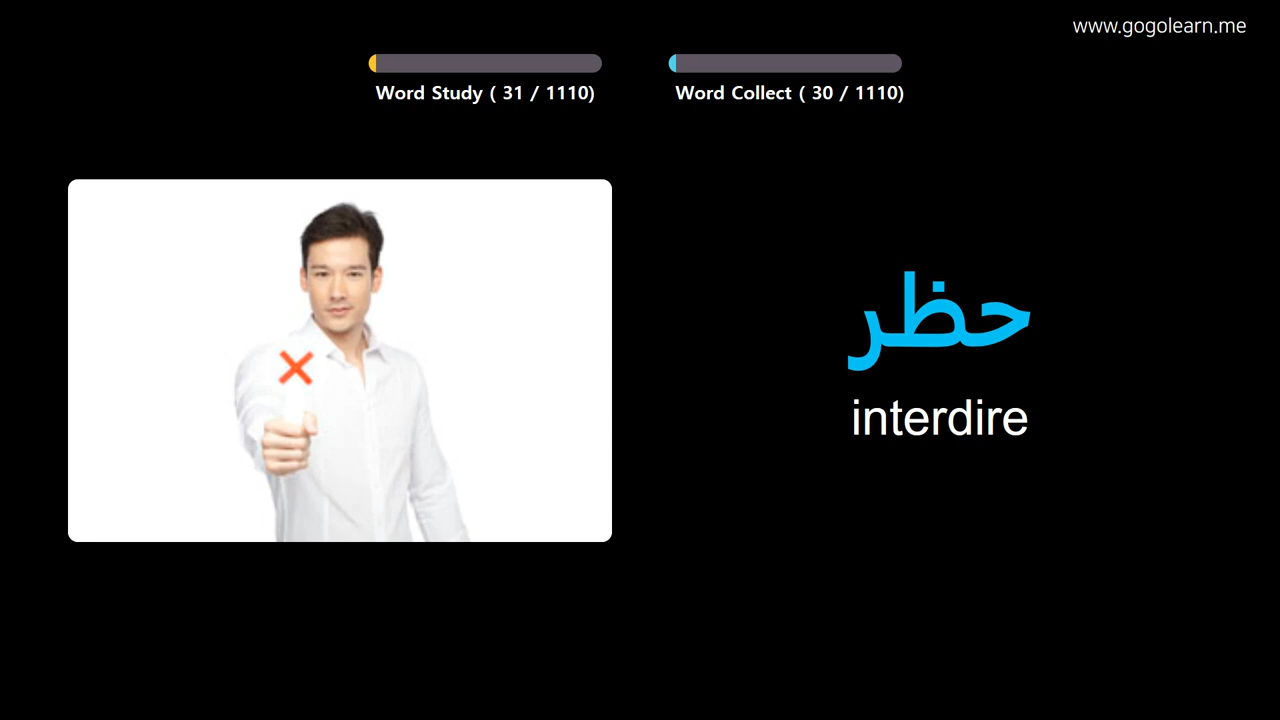 www.gogolearn.me
Word Study ( 31 / 1110)
Word Collect ( 30 / 1110)
حظر
interdire